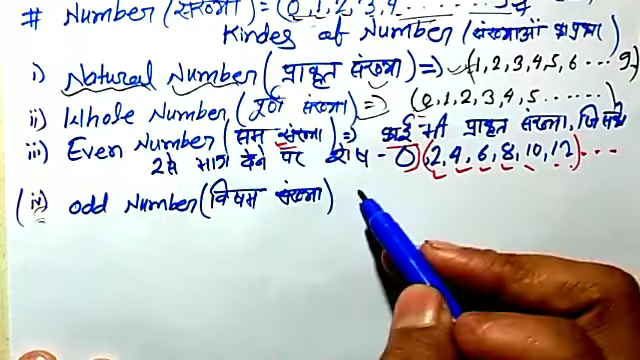 # Number (संख्या) = (0, 1, 2, 3, 4
Kindes of Number (संख्याओं
i) Natural Number (प्राकृत संख्या) => 1, 2, 3, 4, 5, 6 ...
ii) Whole Number (पूर्ण संख्या) => (0, 1, 2, 3, 4, 5 ......)
iii) Even Number (सम संख्या) => कोई भी प्राकृत संख्या, जिसमें
2 से भाग देने पर शेष - 0 (2, 4, 6, 8, 10, 12) ...
(iv) odd Number (विषम संख्या)